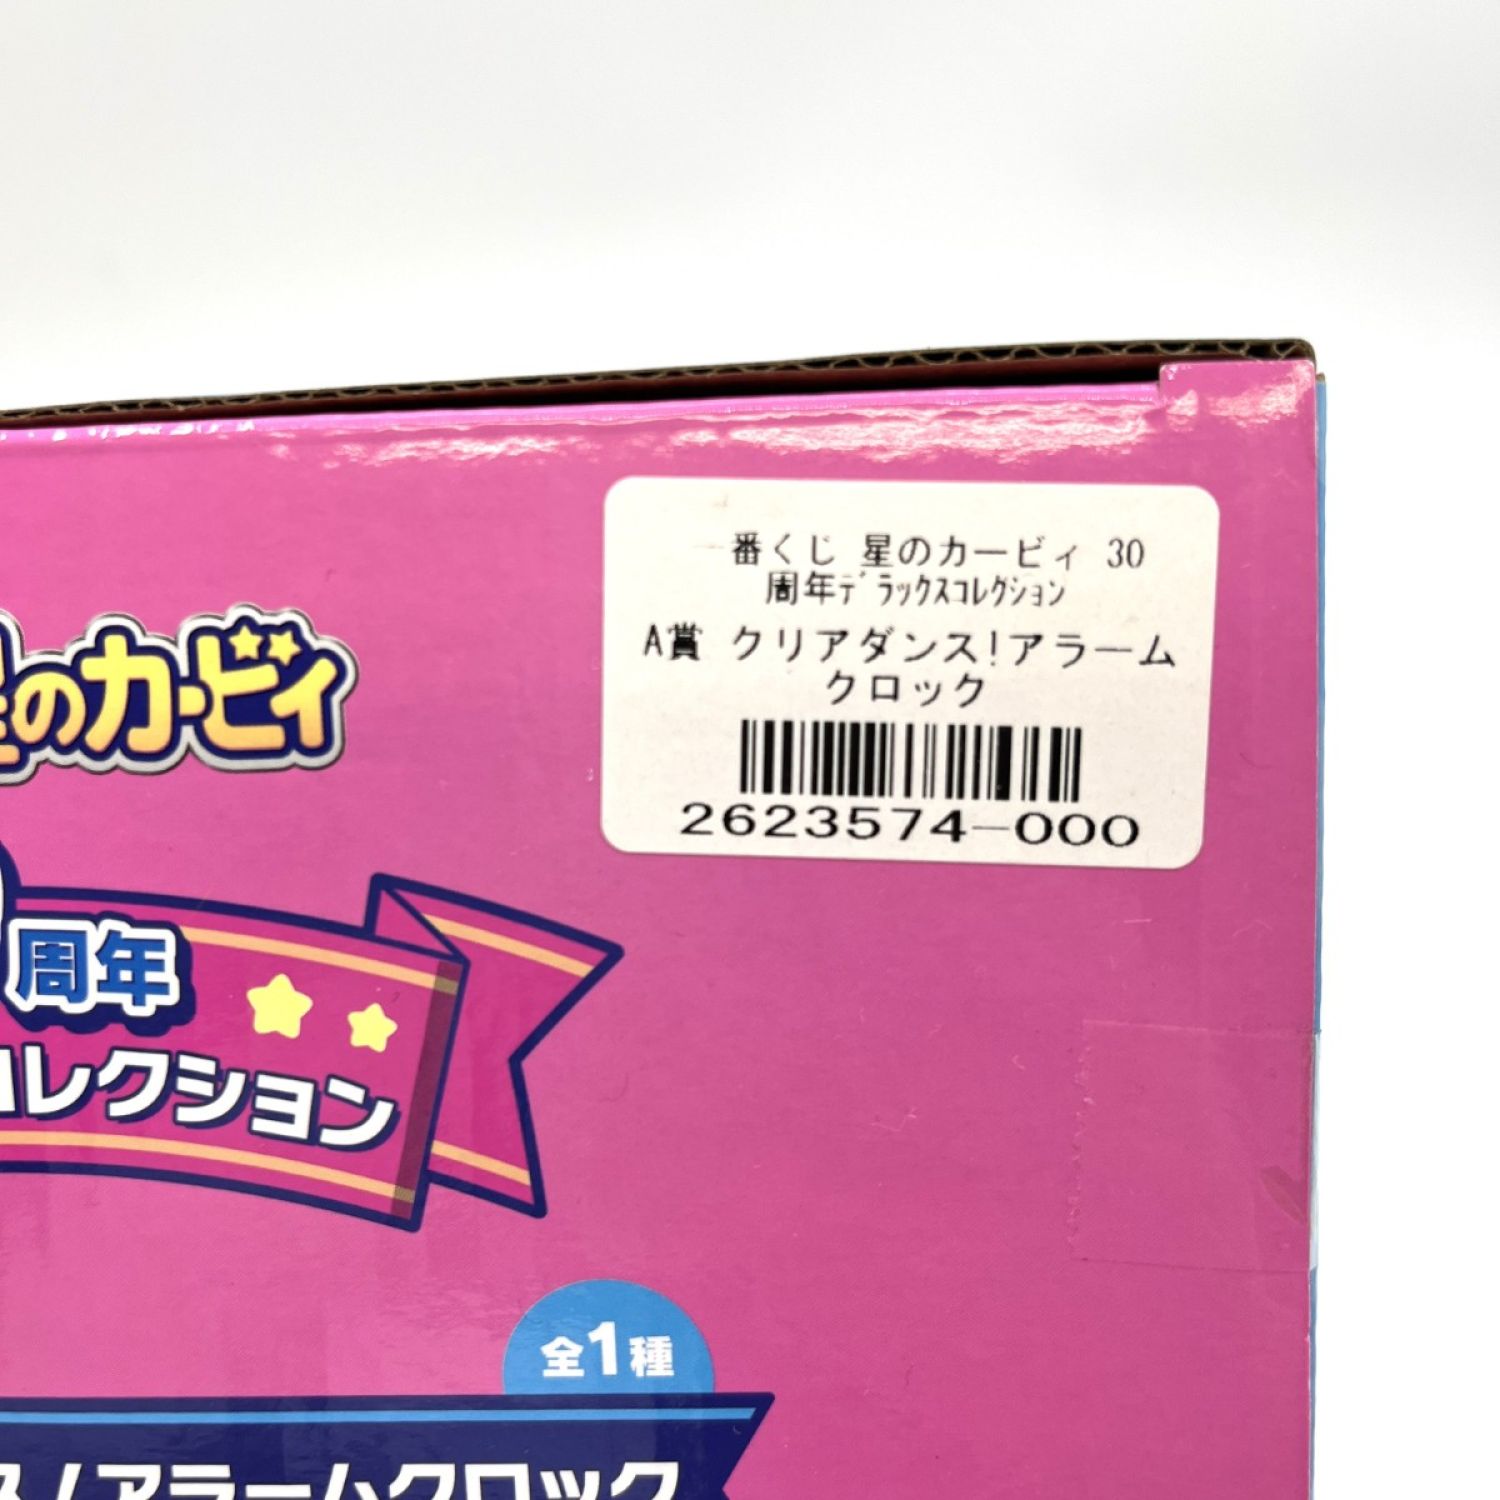 一番くじ 星のカービィ 30
周年デラックスコレクション
A賞 クリアダンス!アラーム
クロック
2623574-000
星のカービィ
周年
コレクション
全1種
ス!アラームクロック